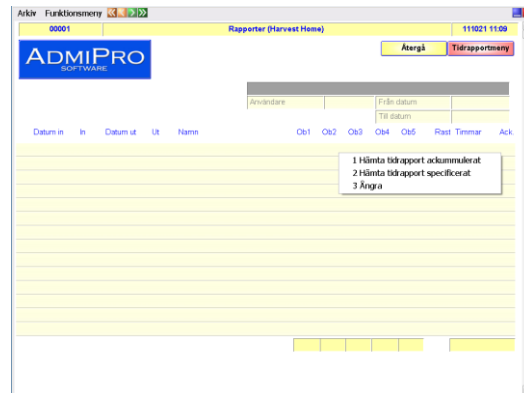 Arkiv Funktionsmeny
00001 Rapporter (Harvest Home) 111021 11:09
ADMIPRO
SOFTWARE
Återgå Tidrapportmeny
Användare Från datum
Till datum
Datum in In Datum ut Ut Namn Ob1 Ob2 Ob3 Ob4 Ob5 Rast Timmar Ack.
1 Hämta tidrapport ackummulerat
2 Hämta tidrapport specificerat
3 Ångra